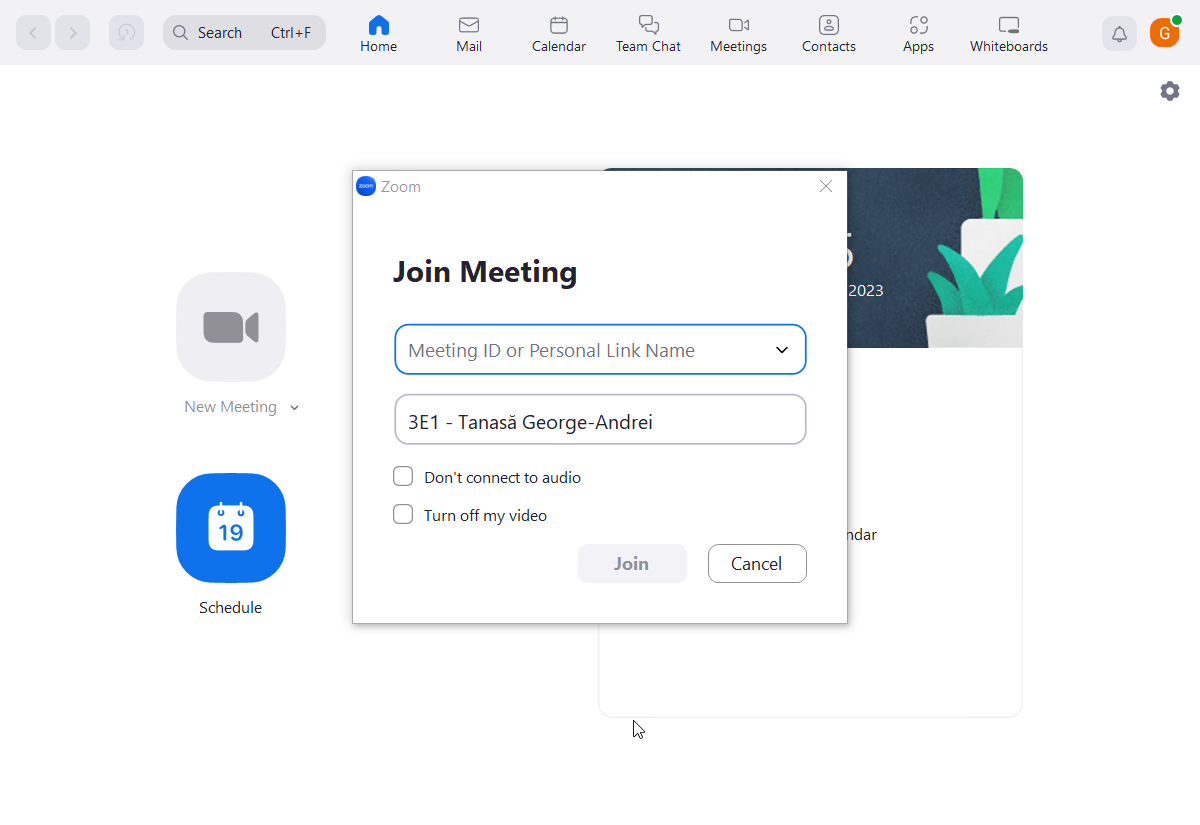 Search Ctrl+F
Home
Mail
Calendar
Team Chat
Meetings
Contacts
Apps
Whiteboards
G
zoom Zoom
2023
Join Meeting
Meeting ID or Personal Link Name
3E1 - Tanasă George-Andrei
Don't connect to audio
Turn off my video
Join
Cancel
New Meeting
19
Schedule